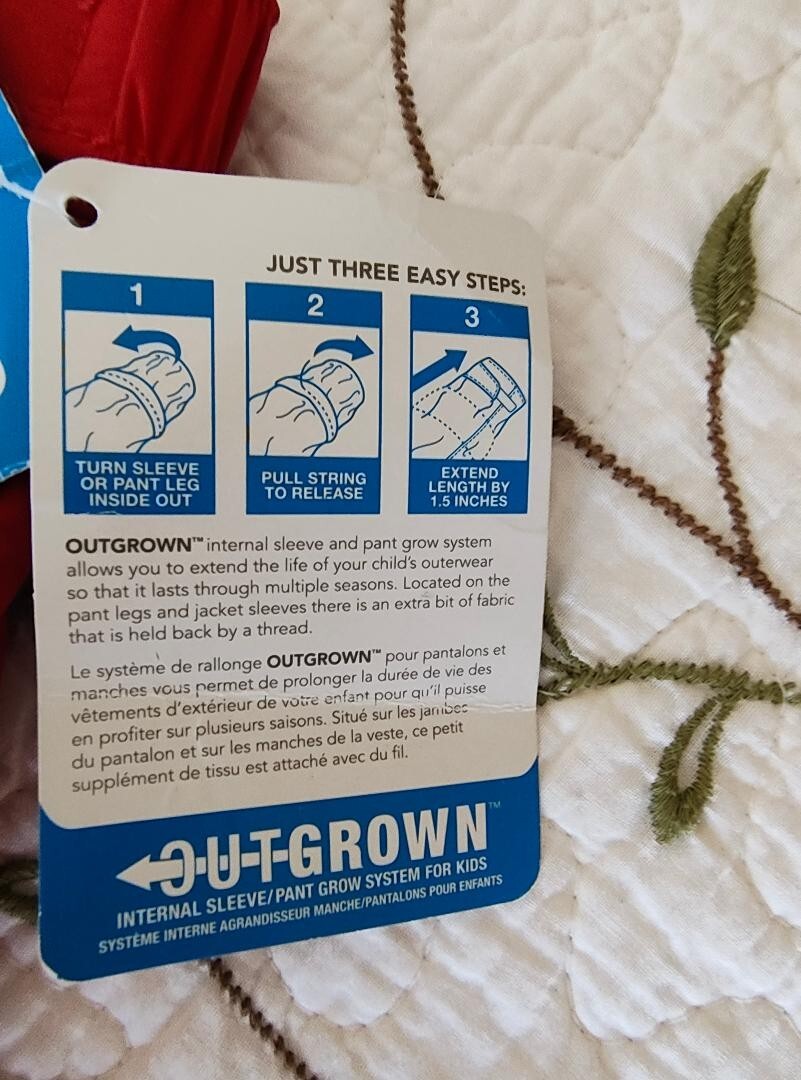 JUST THREE EASY STEPS:
1
TURN SLEEVE
OR PANT LEG
INSIDE OUT
2
PULL STRING
TO RELEASE
3
EXTEND
LENGTH BY
1.5 INCHES
OUTGROWN™ internal sleeve and pant grow system
allows you to extend the life of your child's outerwear
so that it lasts through multiple seasons. Located on the
pant legs and jacket sleeves there is an extra bit of fabric
that is held back by a thread.
Le système de rallonge OUTGROWN™ pour pantalons et
manches vous permet de prolonger la durée de vie des
vêtements d'extérieur de votre enfant pour qu'il puisse
en profiter sur plusieurs saisons. Situé sur les jambes
du pantalon et sur les manches de la veste, ce petit
supplément de tissu est attaché avec du fil.
OUTGROWN™
INTERNAL SLEEVE/PANT GROW SYSTEM FOR KIDS
SYSTÈME INTERNE AGRANDISSEUR MANCHE/PANTALONS POUR ENFANTS